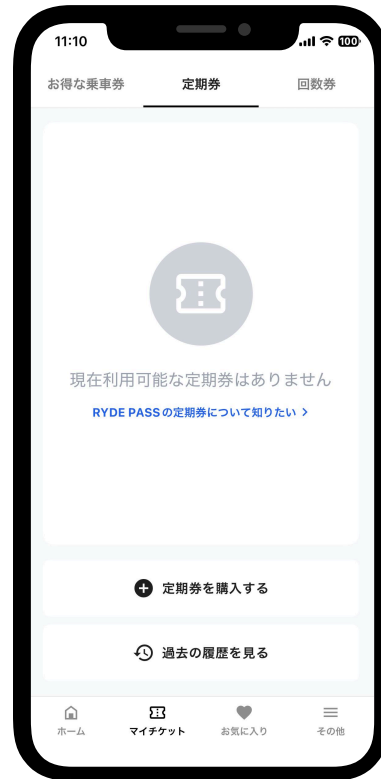 11:10
100
お得な乗車券
定期券
回数券
現在利用可能な定期券はありません
RYDE PASSの定期券について知りたい
定期券を購入する
過去の履歴を見る
ホーム
マイチケット
お気に入り
その他